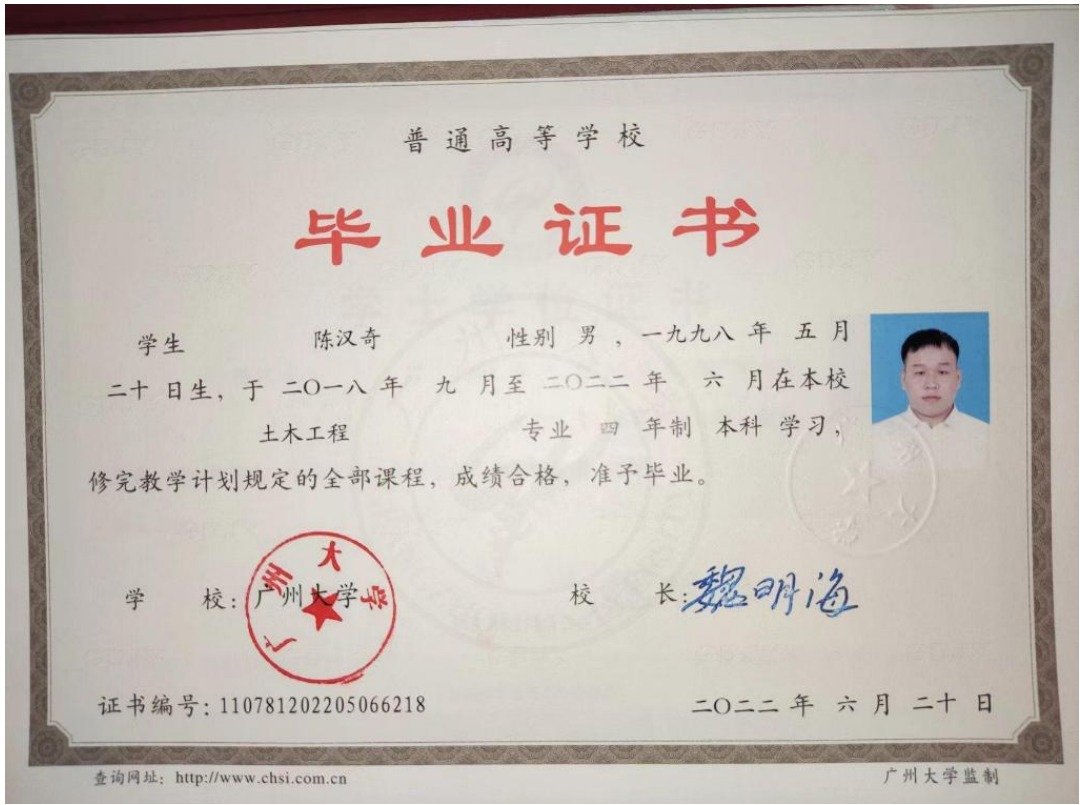 普通高等学校
毕业证书
学生 陈汉奇 性别 男 ，一九九八 年 五 月
二十 日生，于 二〇一八 年 九 月至 二〇二二 年 六 月在本校
土木工程 专业 四 年制 本科 学习，
修完教学计划规定的全部课程，成绩合格，准予毕业。
学 校：广州大学 校 长：魏明海
广州大学
证书编号：110781202205066218 二〇二二 年 六 月 二十 日
查询网址：http://www.chsi.com.cn 广州大学监制